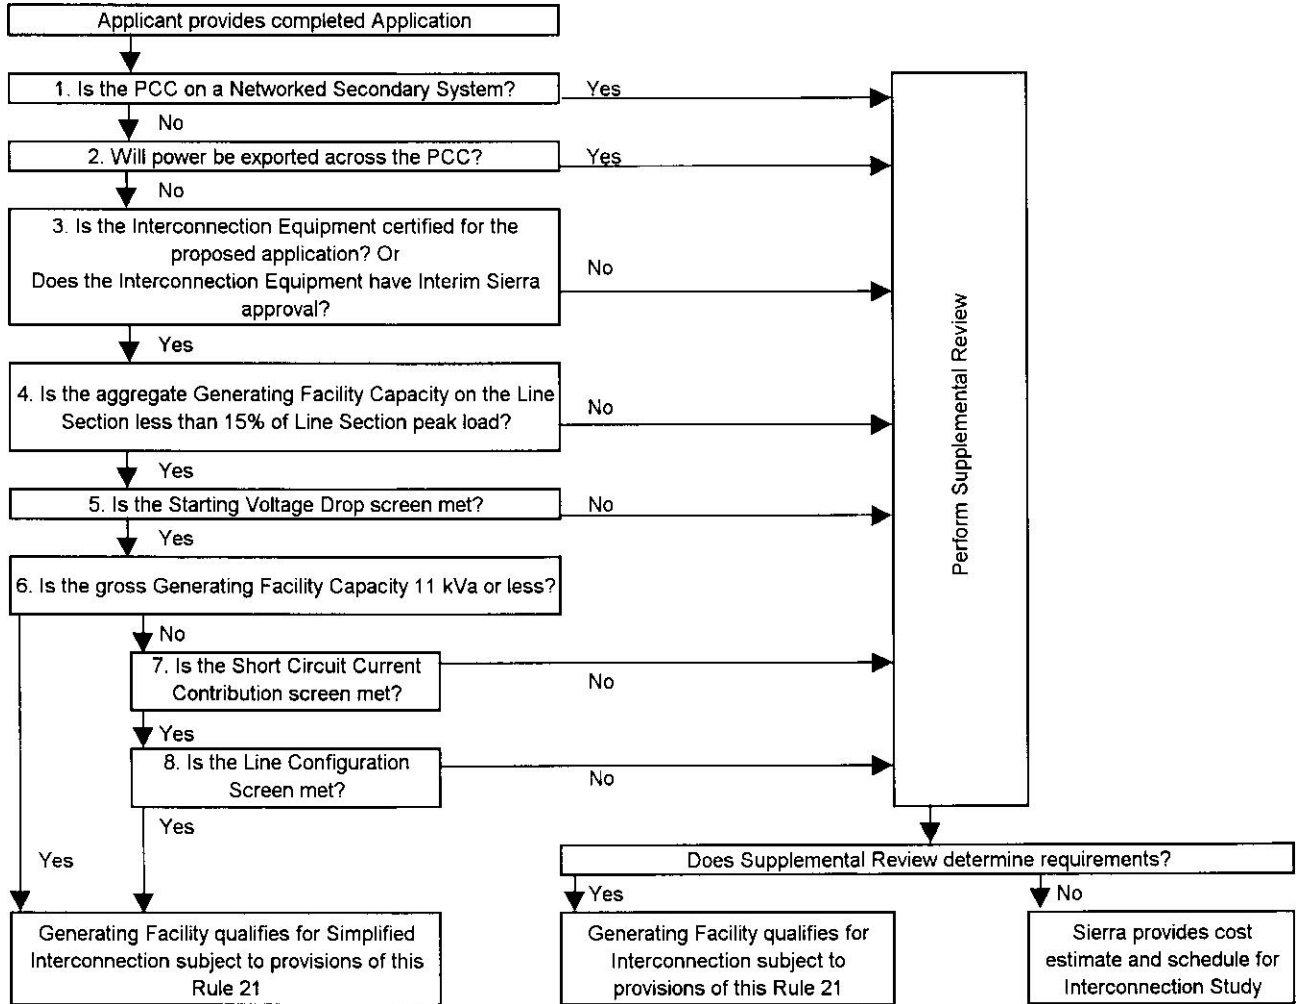 Applicant provides completed Application
1. Is the PCC on a Networked Secondary System?
Yes
No
2. Will power be exported across the PCC?
Yes
No
3. Is the Interconnection Equipment certified for the
proposed application? Or
Does the Interconnection Equipment have Interim Sierra
approval?
No
Yes
4. Is the aggregate Generating Facility Capacity on the Line
Section less than 15% of Line Section peak load?
No
Yes
5. Is the Starting Voltage Drop screen met?
No
Yes
6. Is the gross Generating Facility Capacity 11 kVa or less?
No
7. Is the Short Circuit Current
Contribution screen met?
No
Yes
8. Is the Line Configuration
Screen met?
No
Yes
Yes
Perform Supplemental Review
Does Supplemental Review determine requirements?
Yes
No
Generating Facility qualifies for Simplified
Interconnection subject to provisions of this
Rule 21
Generating Facility qualifies for
Interconnection subject to
provisions of this Rule 21
Sierra provides cost
estimate and schedule for
Interconnection Study